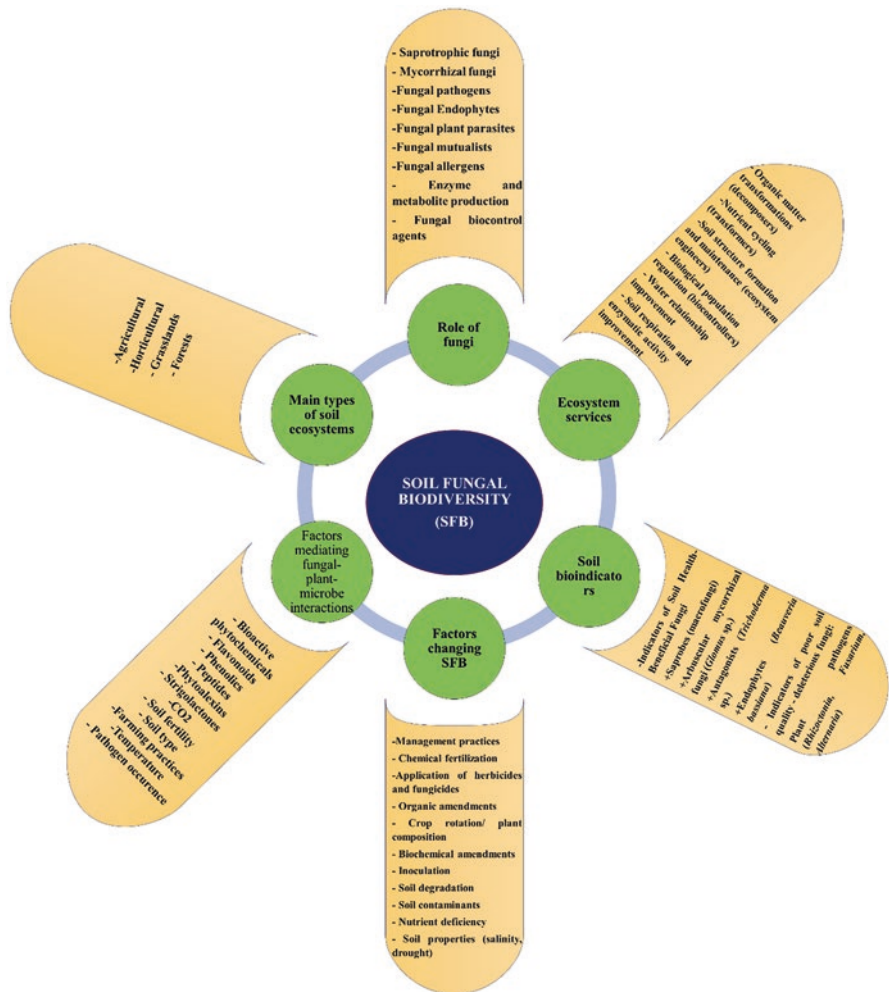 - Saprotrophic fungi
- Mycorrhizal fungi
-Fungal pathogens
-Fungal Endophytes
-Fungal plant parasites
-Fungal mutualists
-Fungal allergens
- Enzyme and
metabolite production
- Fungal biocontrol
agents
Role of
fungi
- Organic matter
transformations
(decomposers)
-Nutrient cycling
(transformers)
-Soil structure formation
and maintenance (ecosystem
engineers)
- Biological population
regulation (biocontrollers)
- Water relationship
improvement
- Soil respiration and
enzymatic activity
improvement
Ecosystem
services
-Indicators of Soil Health-
Beneficial Fungi
+Saprobes (macrofungi)
+Arbuscular mycorrhizal
fungi (Glomus sp.)
+Antagonists (Trichoderma
sp.)
+Endophytes (Beauveria
bassiana)
- Indicators of poor soil
quality - deleterious fungi:
Plant pathogens
(Rhizoctonia, Fusarium,
Alternaria)
Soil
bioindicato
rs
Factors
changing
SFB
-Management practices
- Chemical fertilization
-Application of herbicides
and fungicides
- Organic amendments
- Crop rotation/ plant
composition
- Biochemical amendments
- Inoculation
- Soil degradation
- Soil contaminants
- Nutrient deficiency
- Soil properties (salinity,
drought)
Factors
mediating
fungal-
plant-
microbe
interactions
- Bioactive
phytochemicals
- Flavonoids
- Phenolics
- Peptides
-Phytoalexins
- Strigolactones
-CO2
- Soil fertility
- Soil type
-Farming practices
-Temperature
- Pathogen occurence
Main types
of soil
ecosystems
-Agricultural
-Horticultural
- Grasslands
- Forests
SOIL FUNGAL
BIODIVERSITY
(SFB)